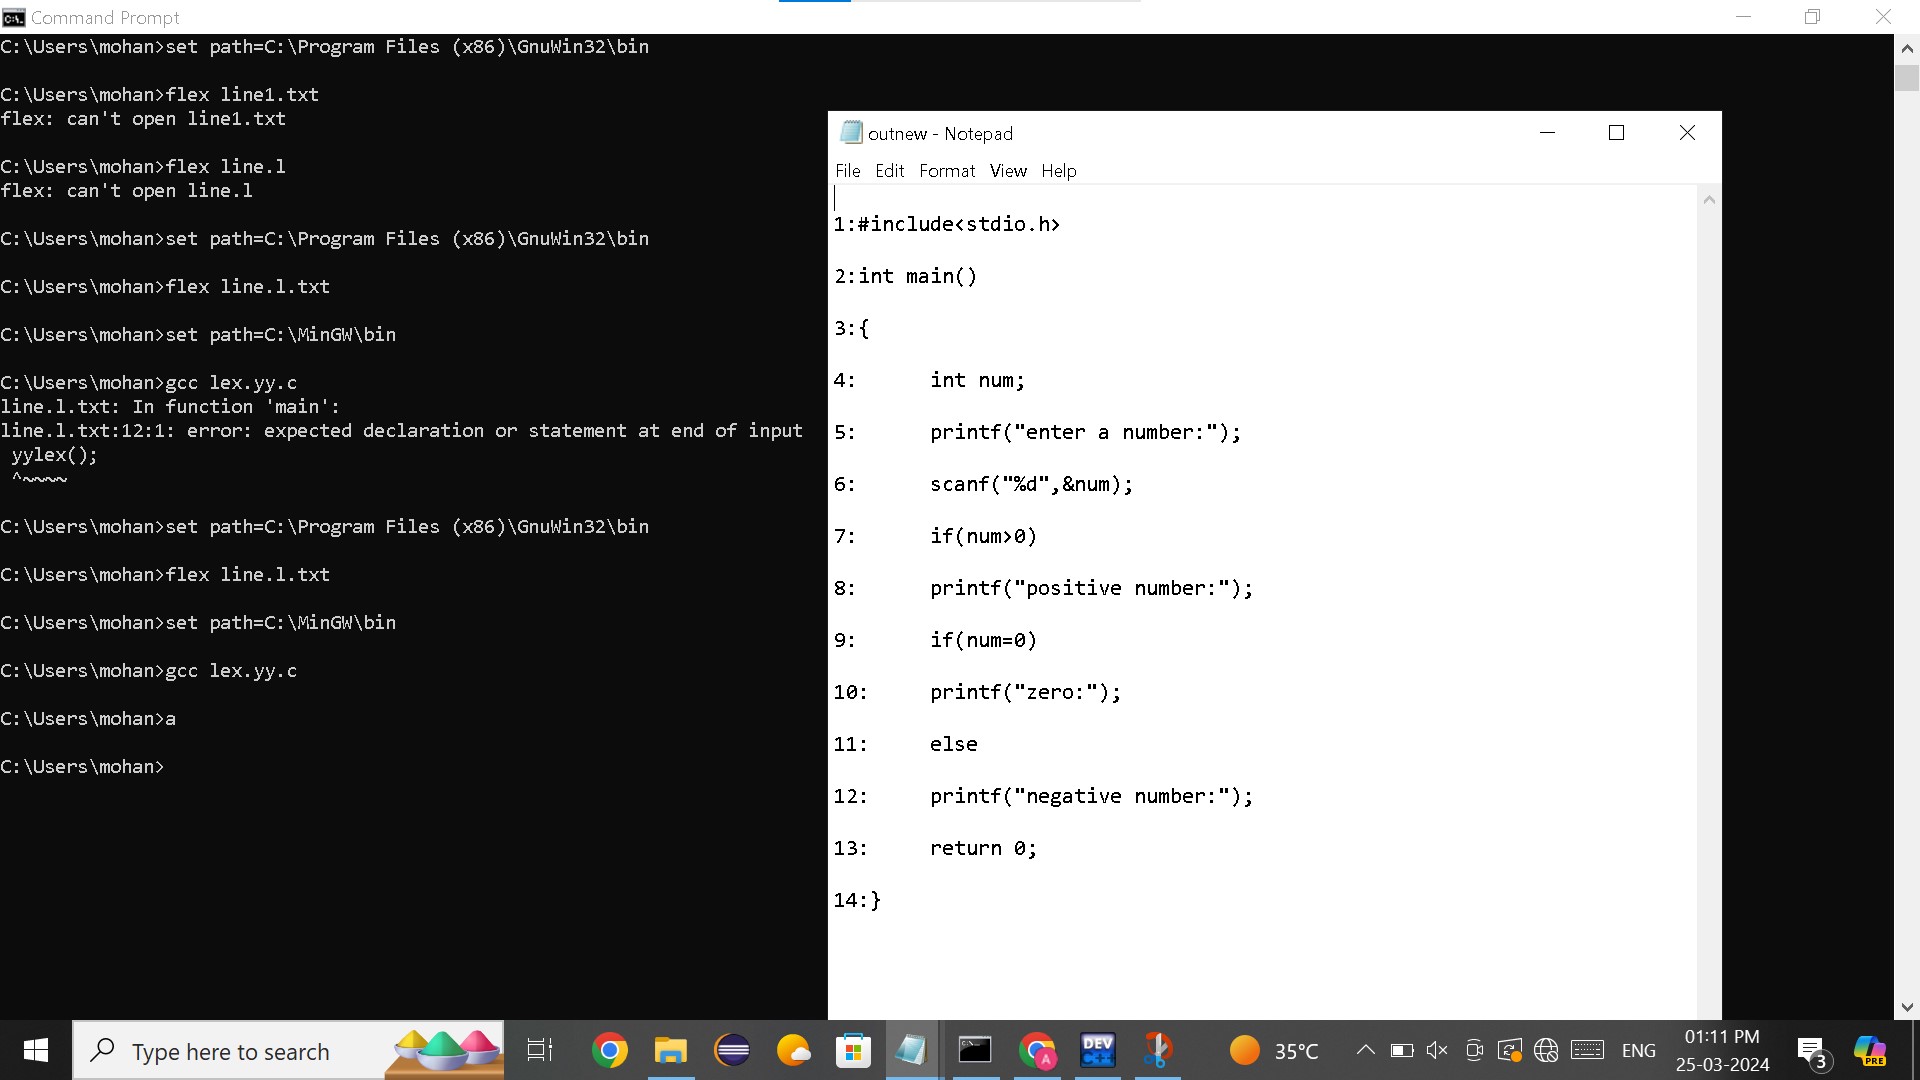 Command Prompt
C:\Users\mohan>set path=C:\Program Files (x86)\GnuWin32\bin
C:\Users\mohan>flex line1.txt
flex: can't open line1.txt
C:\Users\mohan>flex line.l
flex: can't open line.l
C:\Users\mohan>set path=C:\Program Files (x86)\GnuWin32\bin
C:\Users\mohan>flex line.l.txt
C:\Users\mohan>set path=C:\MinGW\bin
C:\Users\mohan>gcc lex.yy.c
line.l.txt: In function 'main':
line.l.txt:12:1: error: expected declaration or statement at end of input
 yylex();
 ^~~~~
C:\Users\mohan>set path=C:\Program Files (x86)\GnuWin32\bin
C:\Users\mohan>flex line.l.txt
C:\Users\mohan>set path=C:\MinGW\bin
C:\Users\mohan>gcc lex.yy.c
C:\Users\mohan>a
C:\Users\mohan>
outnew - Notepad
File Edit Format View Help
1:#include<stdio.h>
2:int main()
3:{
4:      int num;
5:      printf("enter a number:");
6:      scanf("%d",&num);
7:      if(num>0)
8:      printf("positive number:");
9:      if(num=0)
10:     printf("zero:");
11:     else
12:     printf("negative number:");
13:     return 0;
14:}
Type here to search
A
DEV
C++
35°C
ENG
01:11 PM
25-03-2024
3
PRE